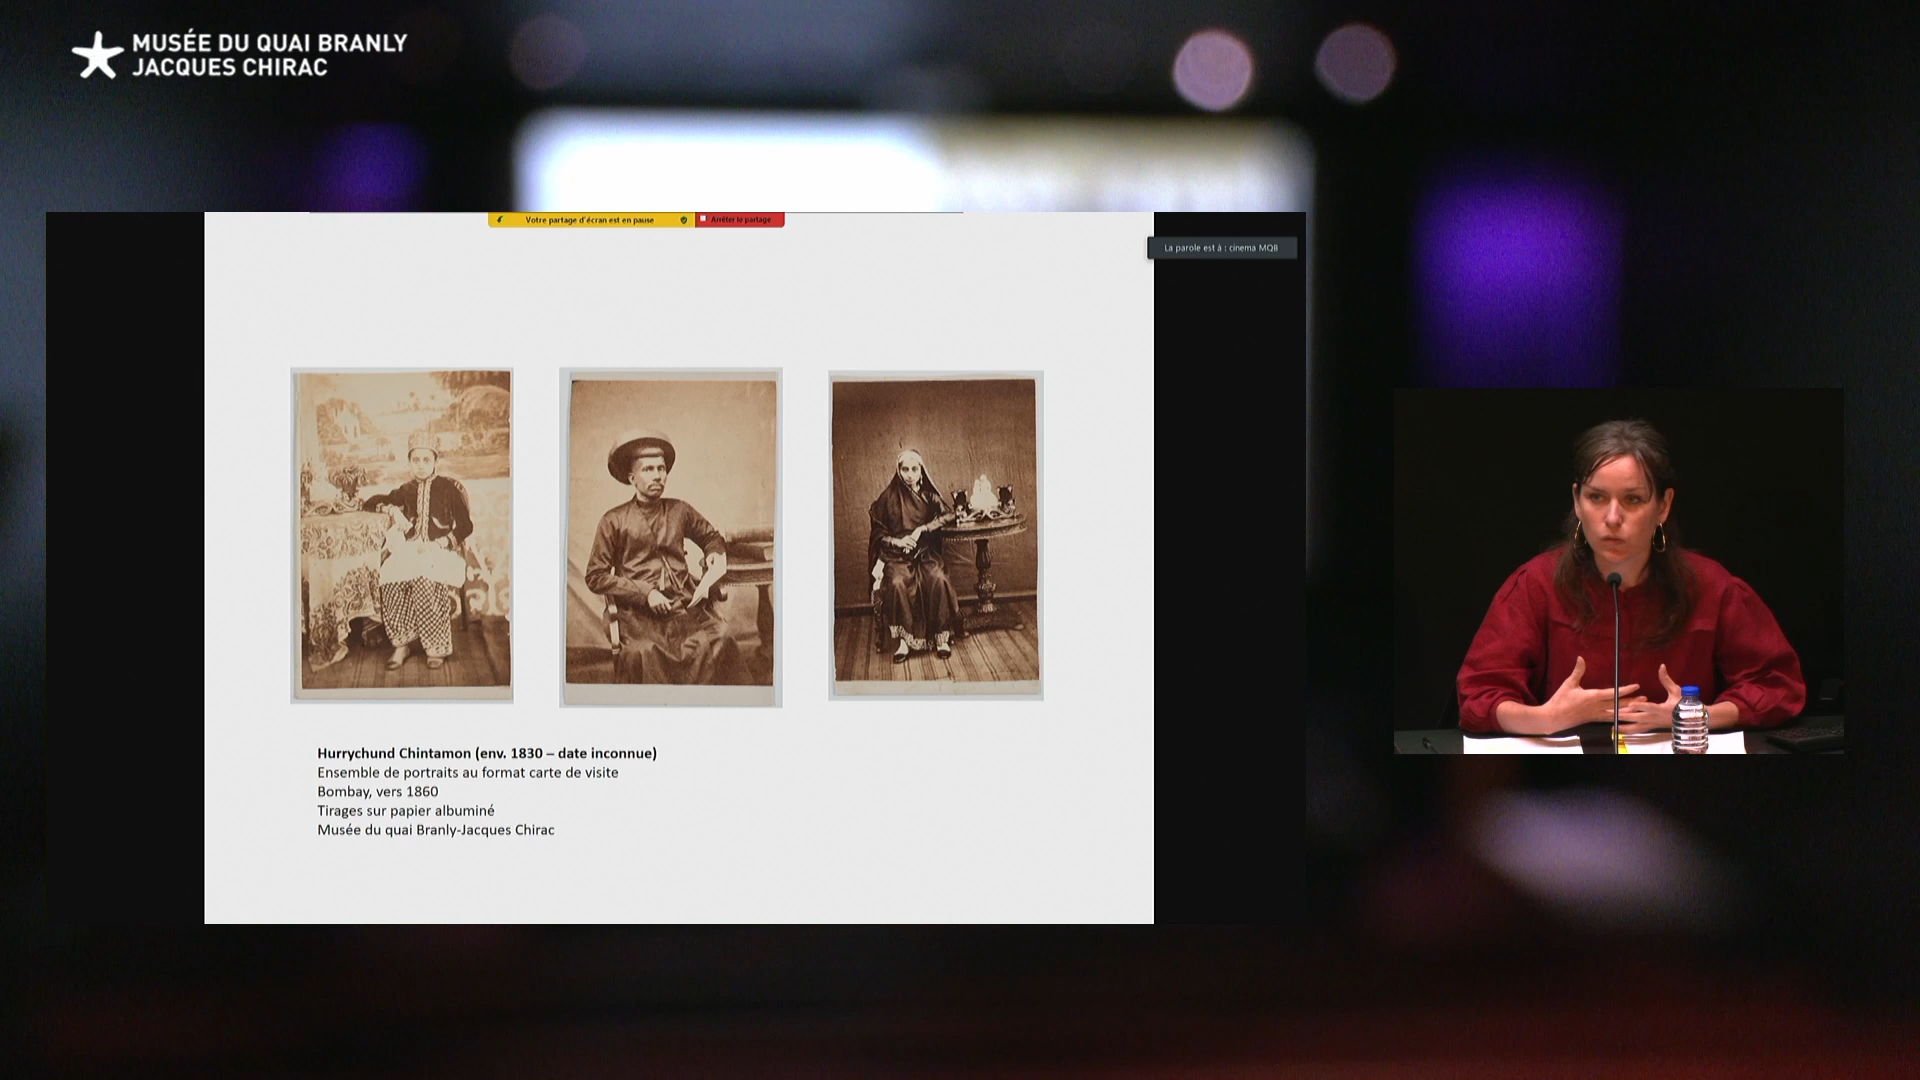 MUSÉE DU QUAI BRANLY
JACQUES CHIRAC
Votre partage d'écran est en pause
Arrêter le partage
La parole est à : cinema MQB
Hurrychund Chintamon (env. 1830 – date inconnue)
Ensemble de portraits au format carte de visite
Bombay, vers 1860
Tirages sur papier albuminé
Musée du quai Branly-Jacques Chirac